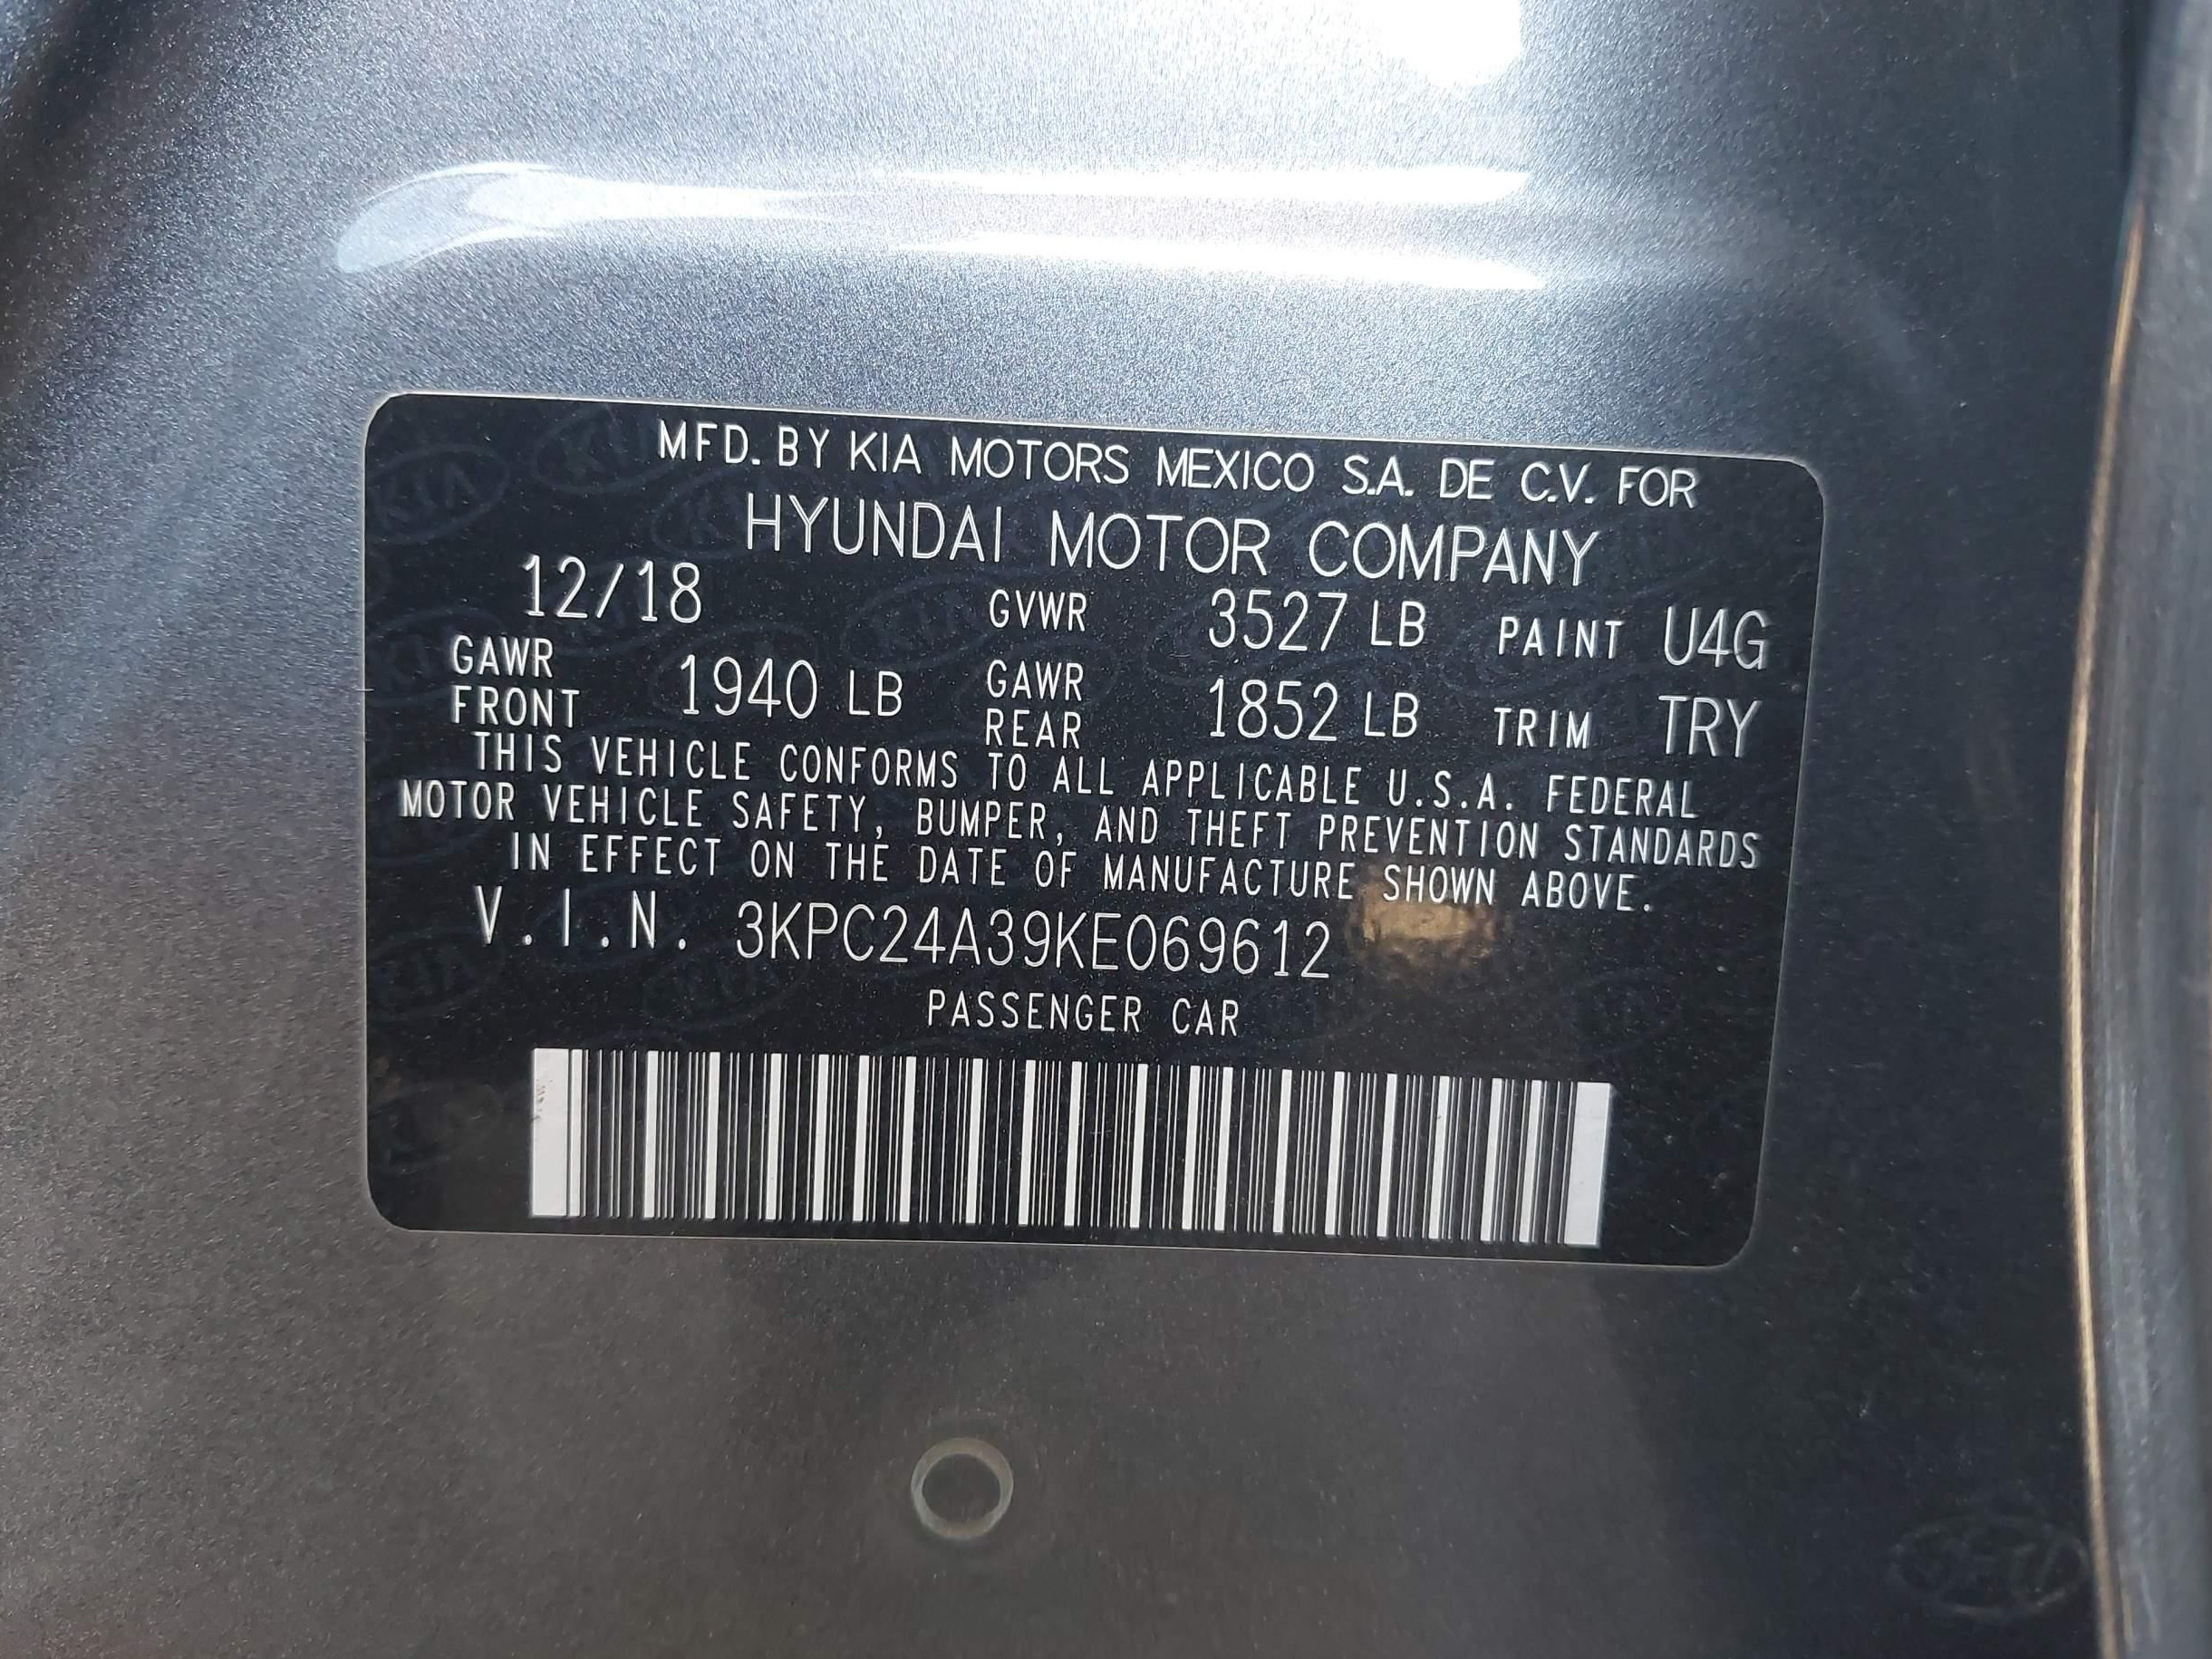 MFD. BY KIA MOTORS MEXICO S.A. DE C.V. FOR
HYUNDAI MOTOR COMPANY
12/18 GVWR 3527 LB PAINT U4G
GAWR FRONT 1940 LB GAWR REAR 1852 LB TRIM TRY
THIS VEHICLE CONFORMS TO ALL APPLICABLE U.S.A. FEDERAL
MOTOR VEHICLE SAFETY, BUMPER, AND THEFT PREVENTION STANDARDS
IN EFFECT ON THE DATE OF MANUFACTURE SHOWN ABOVE.
V.I.N. 3KPC24A39KE069612
PASSENGER CAR